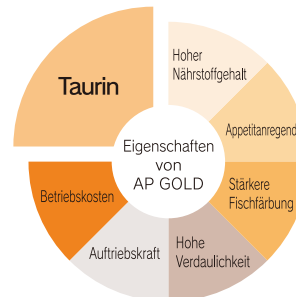 Taurin
Hoher
Nährstoffgehalt
Appetitanregend
Stärkere
Fischfärbung
Hohe
Verdaulichkeit
Auftriebskraft
Betriebskosten
Eigenschaften
von
AP GOLD